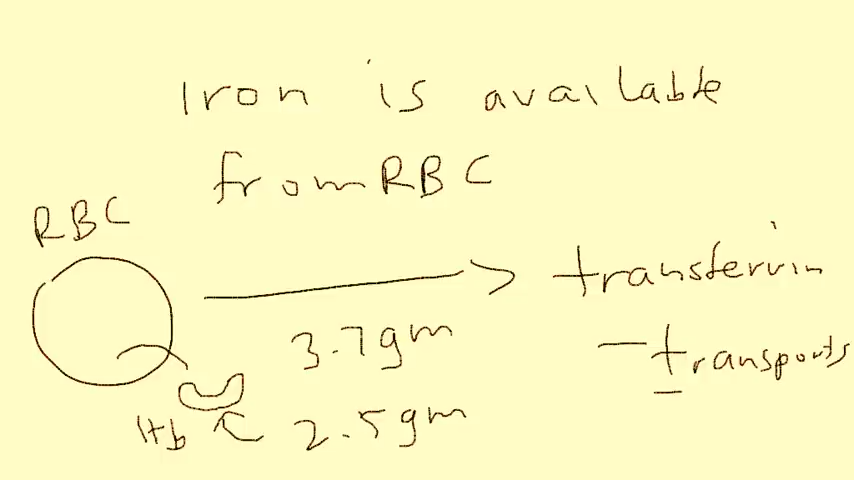 Iron is available
from RBC
RBC
transferrin
3.7gm
- transports
Hb
2.5gm